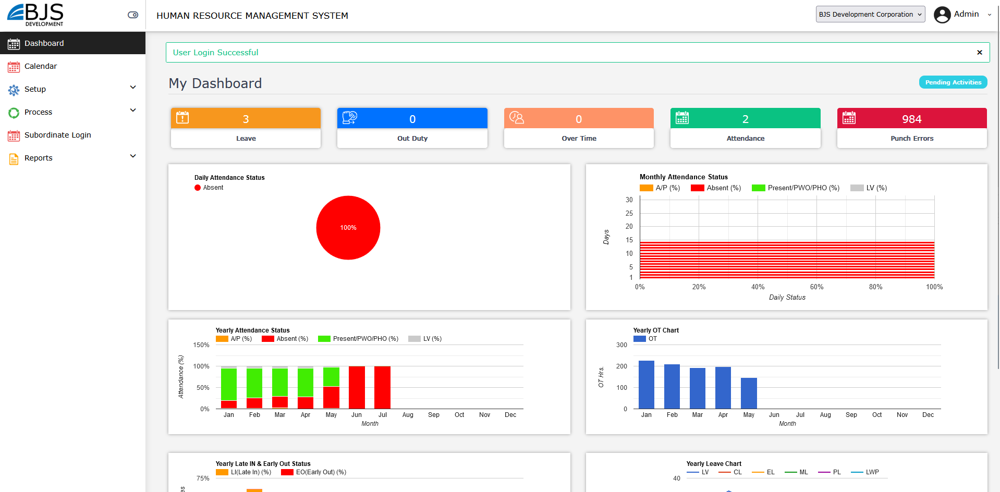 BJS
DEVELOPMENT
HUMAN RESOURCE MANAGEMENT SYSTEM
BJS Development Corporation
Admin
Dashboard
Calendar
Setup
Process
Subordinate Login
Reports
User Login Successful
×
My Dashboard
Pending Activities
3
Leave
0
Out Duty
0
Over Time
2
Attendance
984
Punch Errors
Daily Attendance Status
Absent
100%
Monthly Attendance Status
A/P (%) Absent (%) Present/PWO/PHO (%) LV (%)
30
25
20
15
10
5
1
Days
0% 20% 40% 60% 80% 100%
Daily Status
Yearly Attendance Status
A/P (%) Absent (%) Present/PWO/PHO (%) LV (%)
150%
100%
50%
0%
Attendance (%)
Jan Feb Mar Apr May Jun Jul Aug Sep Oct Nov Dec
Month
Yearly OT Chart
OT
300
200
100
0
OT Hrs.
Jan Feb Mar Apr May Jun Jul Aug Sep Oct Nov Dec
Month
Yearly Late IN & Early Out Status
LI(Late In) (%) EO(Early Out) (%)
75%
Yearly Leave Chart
LV CL EL ML PL LWP
40